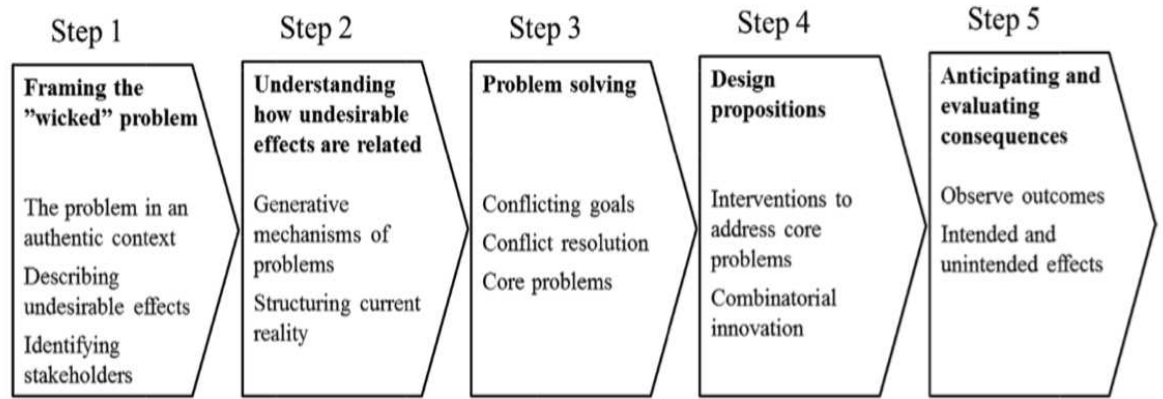 Step 1
Framing the
”wicked” problem
The problem in an
authentic context
Describing
undesirable effects
Identifying
stakeholders
Step 2
Understanding
how undesirable
effects are related
Generative
mechanisms of
problems
Structuring current
reality
Step 3
Problem solving
Conflicting goals
Conflict resolution
Core problems
Step 4
Design
propositions
Interventions to
address core
problems
Combinatorial
innovation
Step 5
Anticipating and
evaluating
consequences
Observe outcomes
Intended and
unintended effects